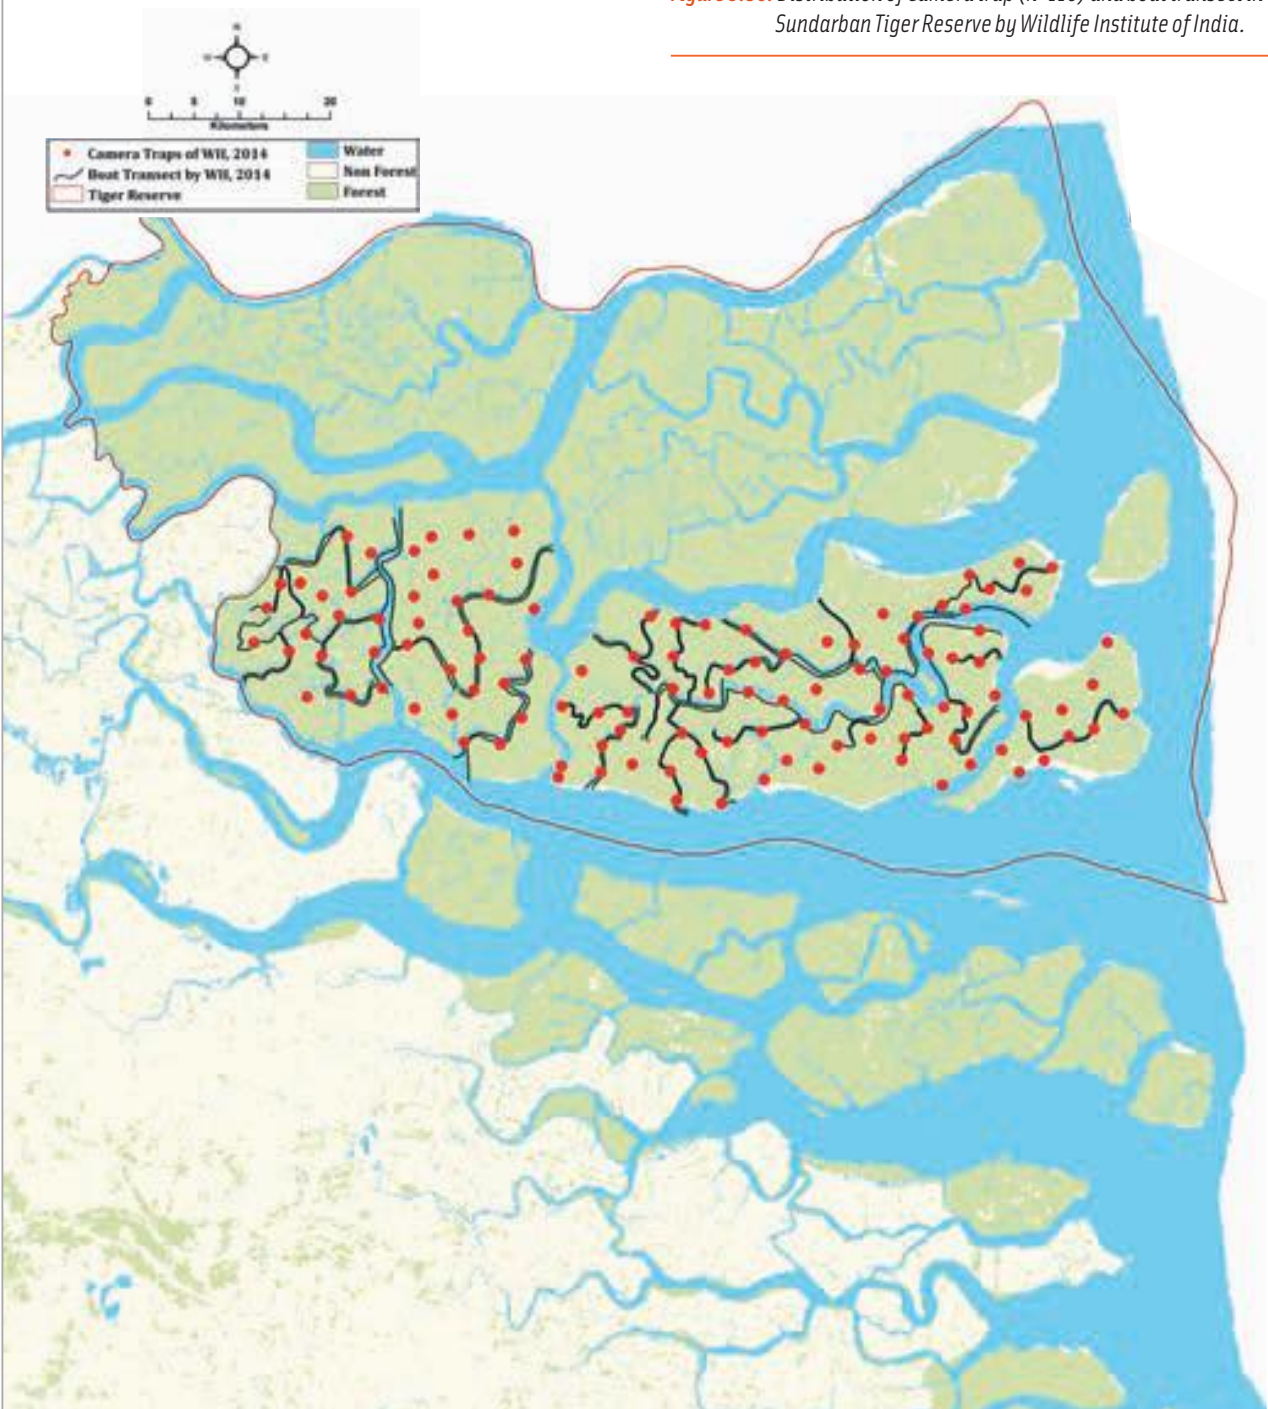 Sundarban Tiger Reserve by Wildlife Institute of India.
N
0 5 10 20
Kilometers
Camera Traps of WII, 2014
Boat Transect by WII, 2014
Tiger Reserve
Water
Non Forest
Forest